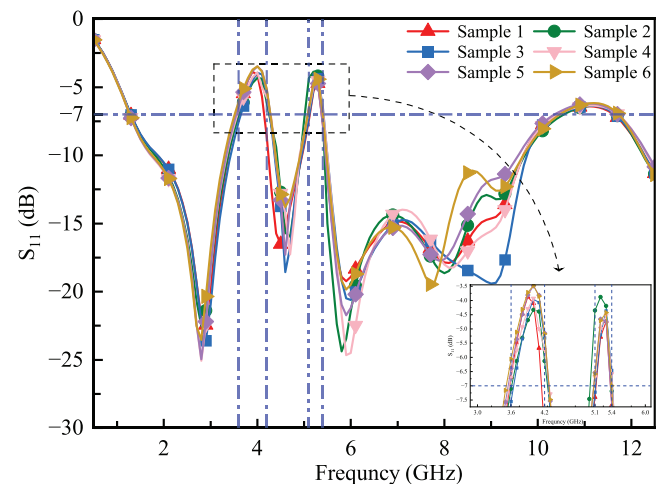 Sample 1 Sample 2
Sample 3 Sample 4
Sample 5 Sample 6
0
−5
−7
−10
−15
−20
−25
−30
S11 (dB)
2 4 6 8 10 12
Frequncy (GHz)
-3.5
-4.0
-4.5
-5.0
-5.5
-6.0
-6.5
-7.0
-7.5
S11 (dB)
3.0 3.6 4.2 5.1 5.4 6.0
Frequncy (GHz)